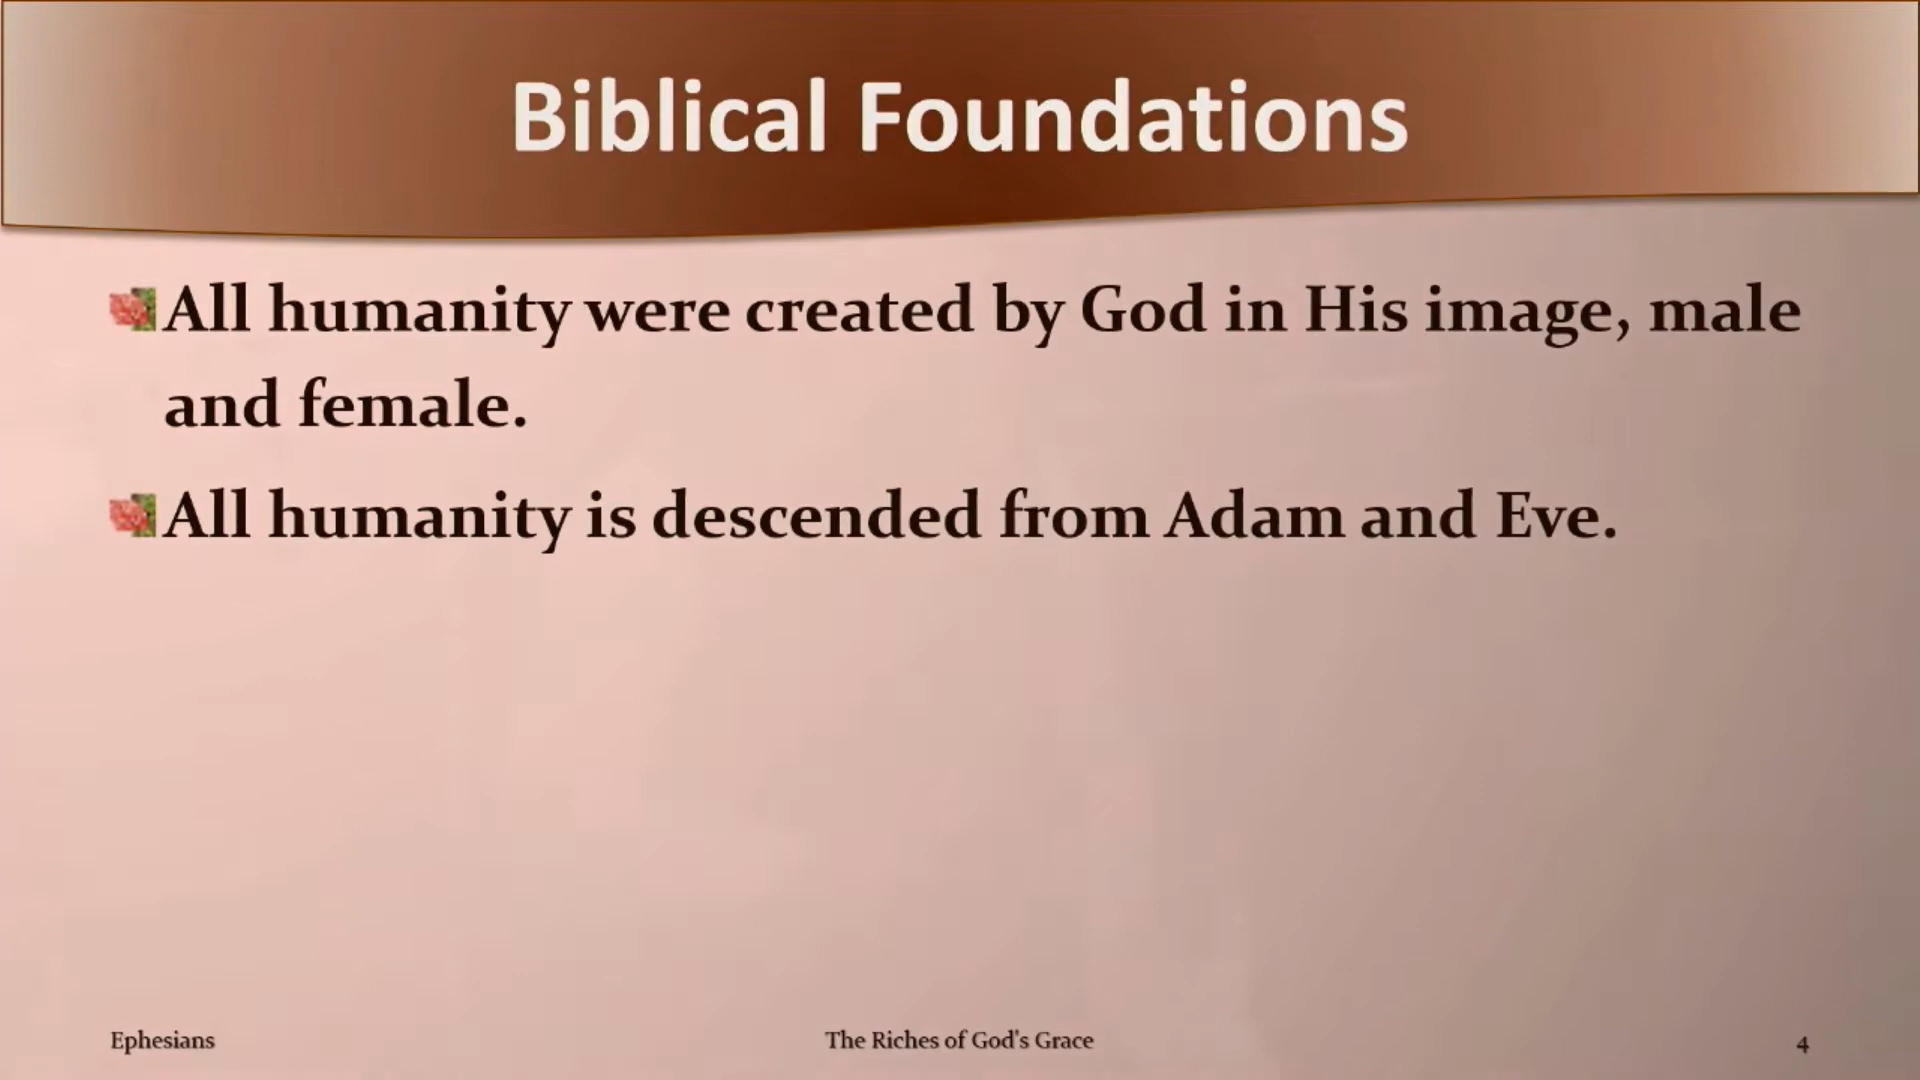 Biblical Foundations
All humanity were created by God in His image, male
and female.
All humanity is descended from Adam and Eve.
Ephesians
The Riches of God's Grace
4